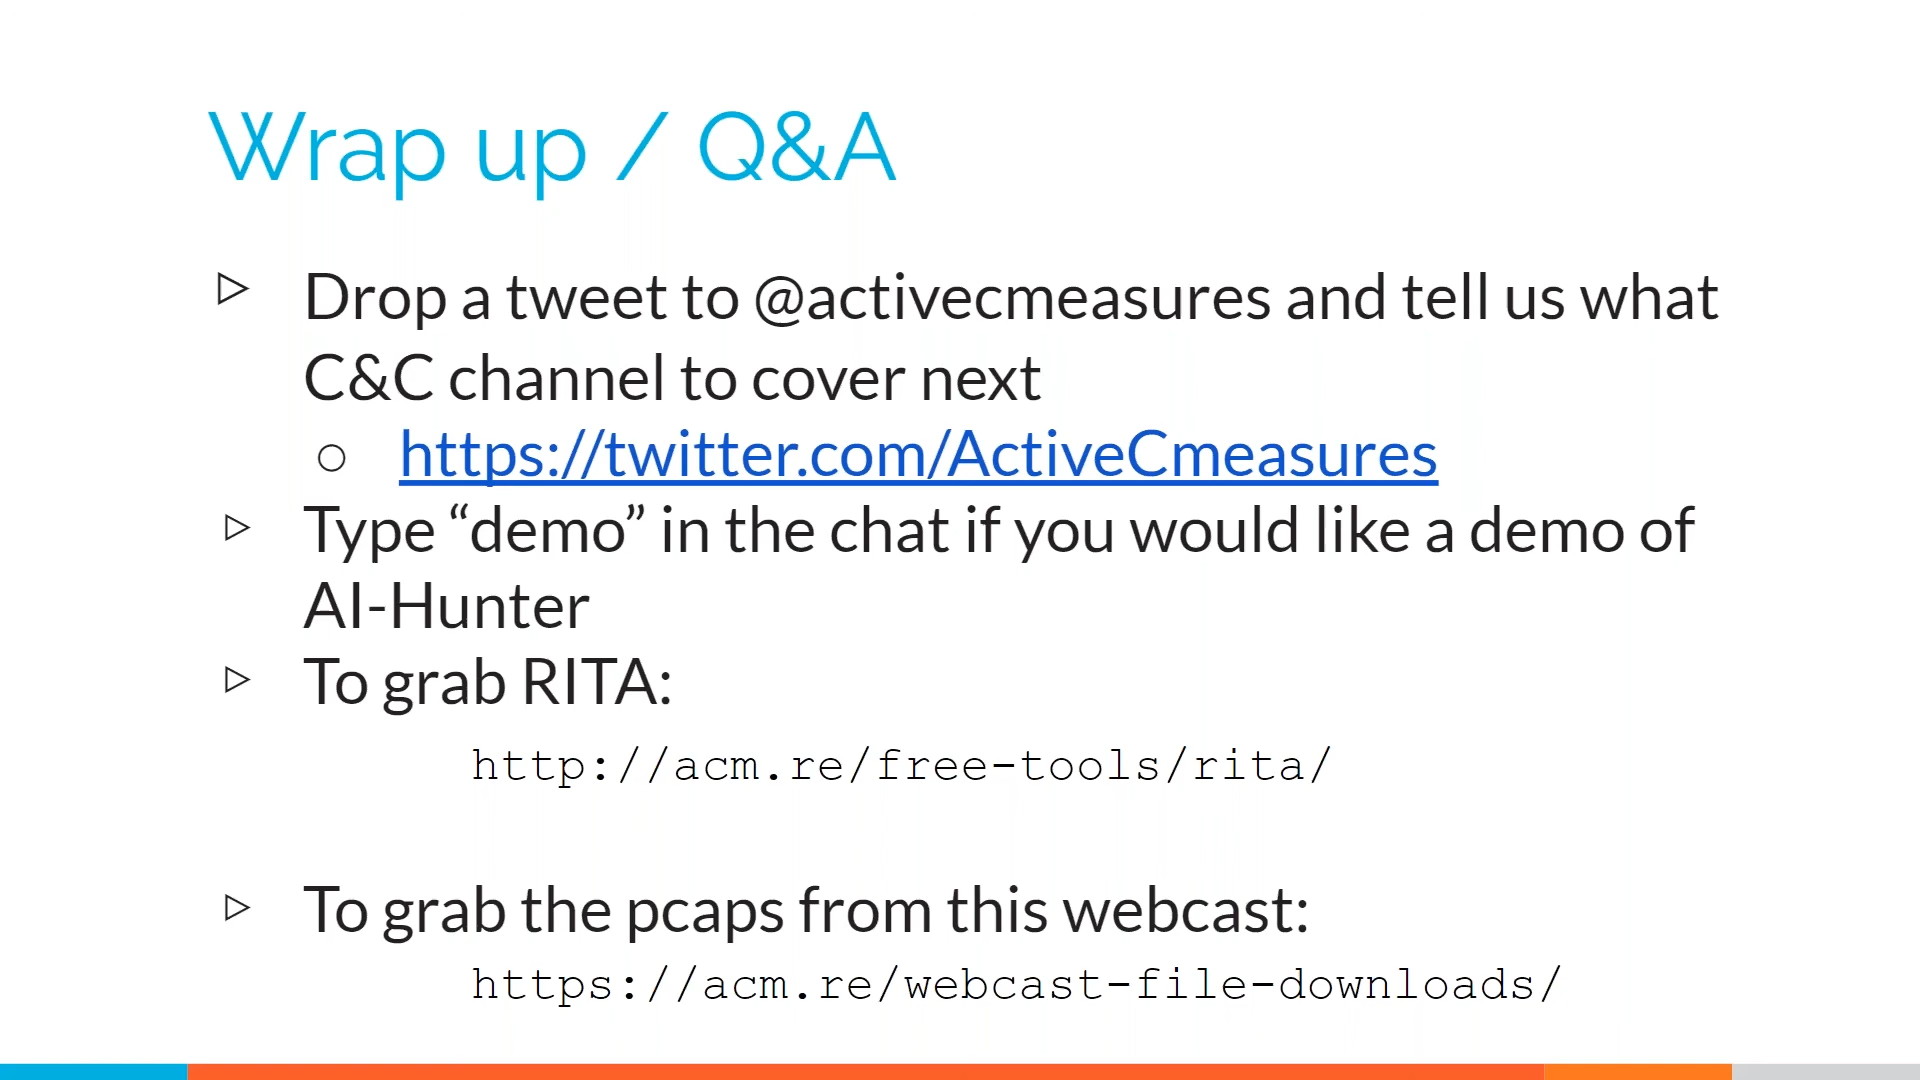 Wrap up / Q&A
Drop a tweet to @activecmeasures and tell us what
C&C channel to cover next
https://twitter.com/ActiveCmeasures
Type “demo” in the chat if you would like a demo of
AI-Hunter
To grab RITA:
http://acm.re/free-tools/rita/
To grab the pcaps from this webcast:
https://acm.re/webcast-file-downloads/